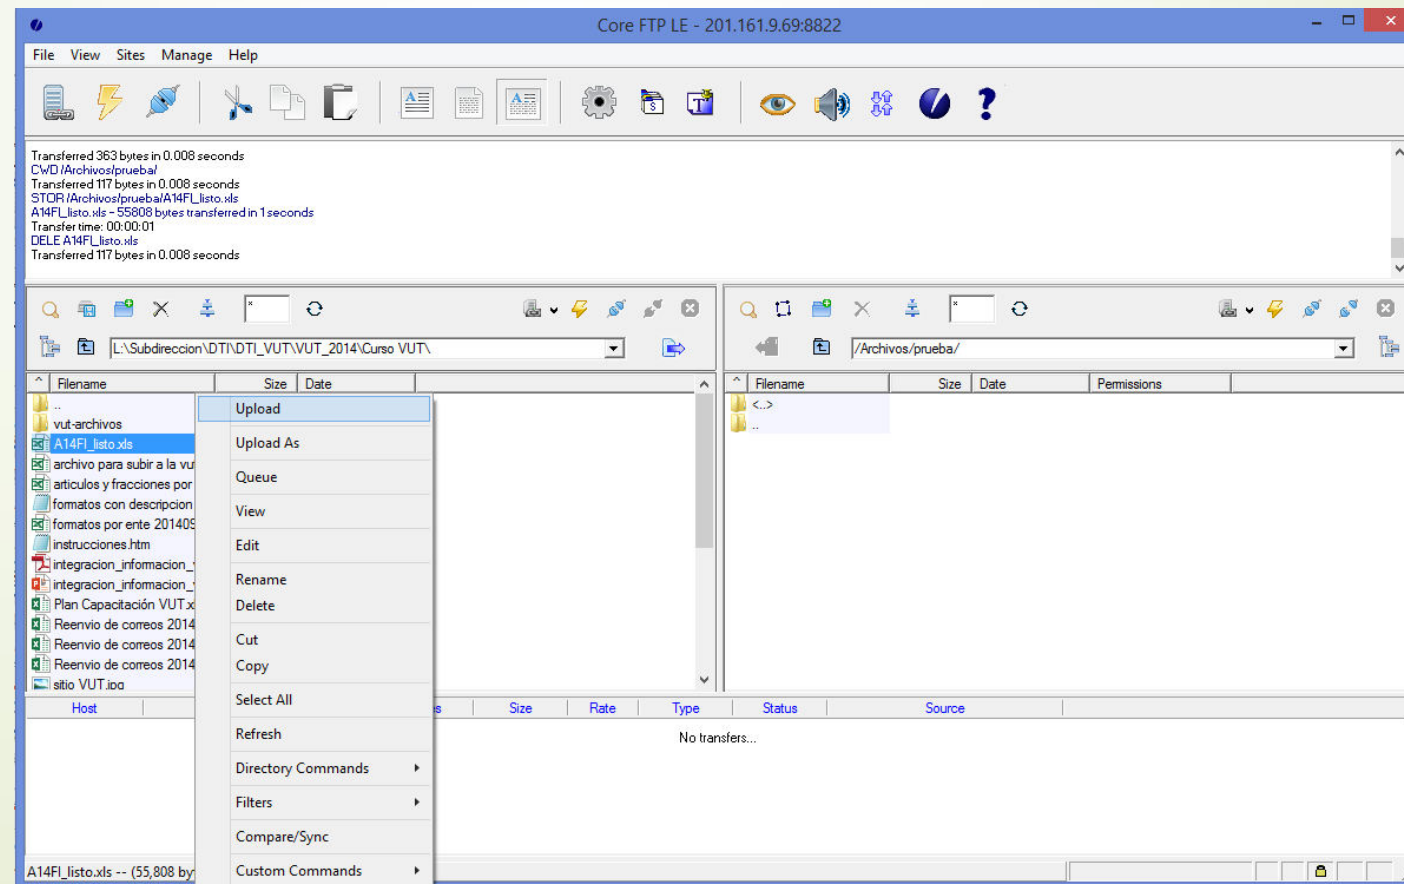 Core FTP LE - 201.161.9.69:8822
File View Sites Manage Help
Transferred 363 bytes in 0.008 seconds
CWD /Archivos/prueba/
Transferred 117 bytes in 0.008 seconds
STOR /Archivos/prueba/A14FI_listo.xls
A14FI_listo.xls - 55808 bytes transferred in 1 seconds
Transfer time: 00:00:01
DELE A14FI_listo.xls
Transferred 117 bytes in 0.008 seconds
L:\Subdireccion\DTI\DTI_VUT\VUT_2014\Curso VUT\
/Archivos/prueba/
^ Filename Size Date
^ Filename Size Date Permissions
..
vut-archivos
A14FI_listo.xls
archivo para subir a la vu
articulos y fracciones por
formatos con descripcion
formatos por ente 201409
instrucciones.htm
integracion_informacion_
integracion_informacion_
Plan Capacitación VUT.x
Reenvio de correos 2014
Reenvio de correos 2014
Reenvio de correos 2014
sitio VUT.jpg
Upload
Upload As
Queue
View
Edit
Rename
Delete
Cut
Copy
Select All
Refresh
Directory Commands
Filters
Compare/Sync
Custom Commands
<..>
..
Host Size Rate Type Status Source
No transfers...
A14FI_listo.xls -- (55,808 by